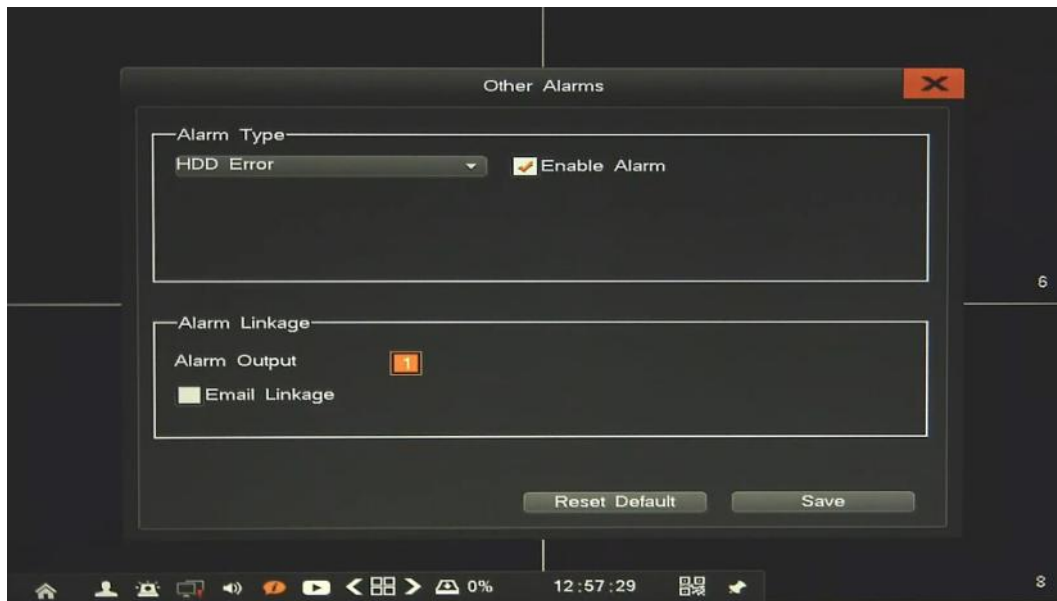 Other Alarms
Alarm Type
HDD Error
Enable Alarm
6
Alarm Linkage
Alarm Output 1
Email Linkage
Reset Default Save
0% 12:57:29
8